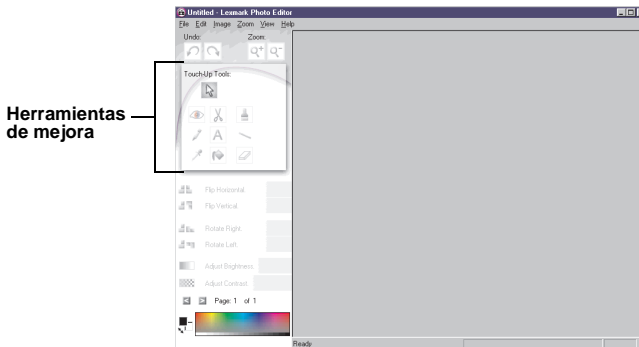 Untitled - Lexmark Photo Editor
File Edit Image Zoom View Help
Undo: Zoom:
Touch-Up Tools:
A
Herramientas
de mejora
Flip Horizontal
Flip Vertical
Rotate Right
Rotate Left
Adjust Brightness
Adjust Contrast
Page: 1 of 1
Ready